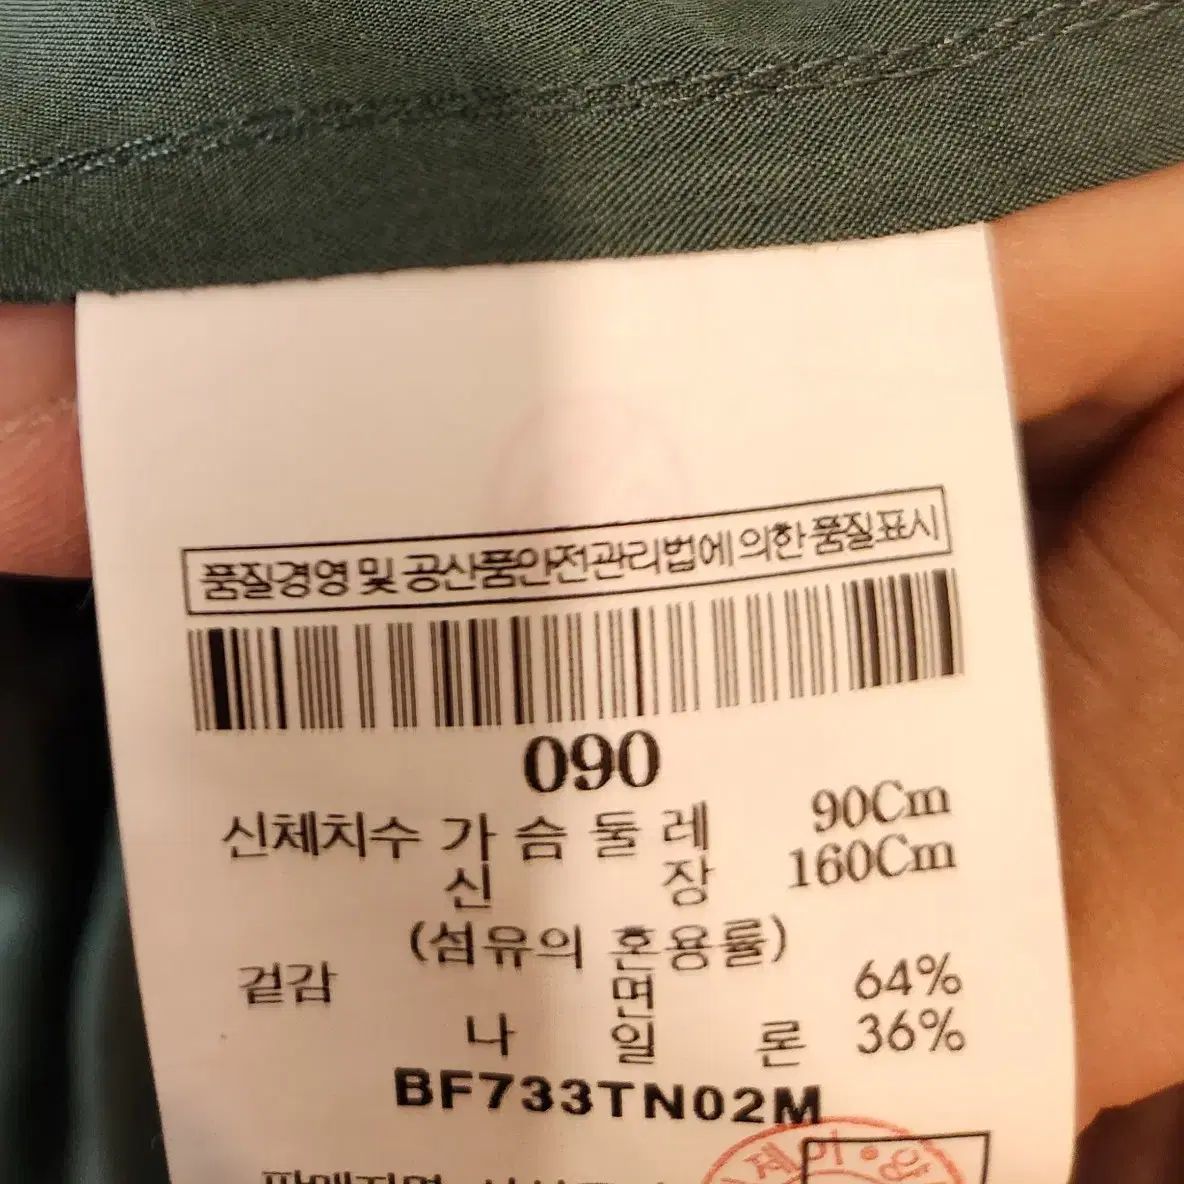 품질경영 및 공산품안전관리법에 의한 품질표시
090
신체치수 가 슴 둘 레 90Cm
신 장 160Cm
(섬유의 혼용률)
겉감 면 64%
나 일 론 36%
BF733TN02M
제이